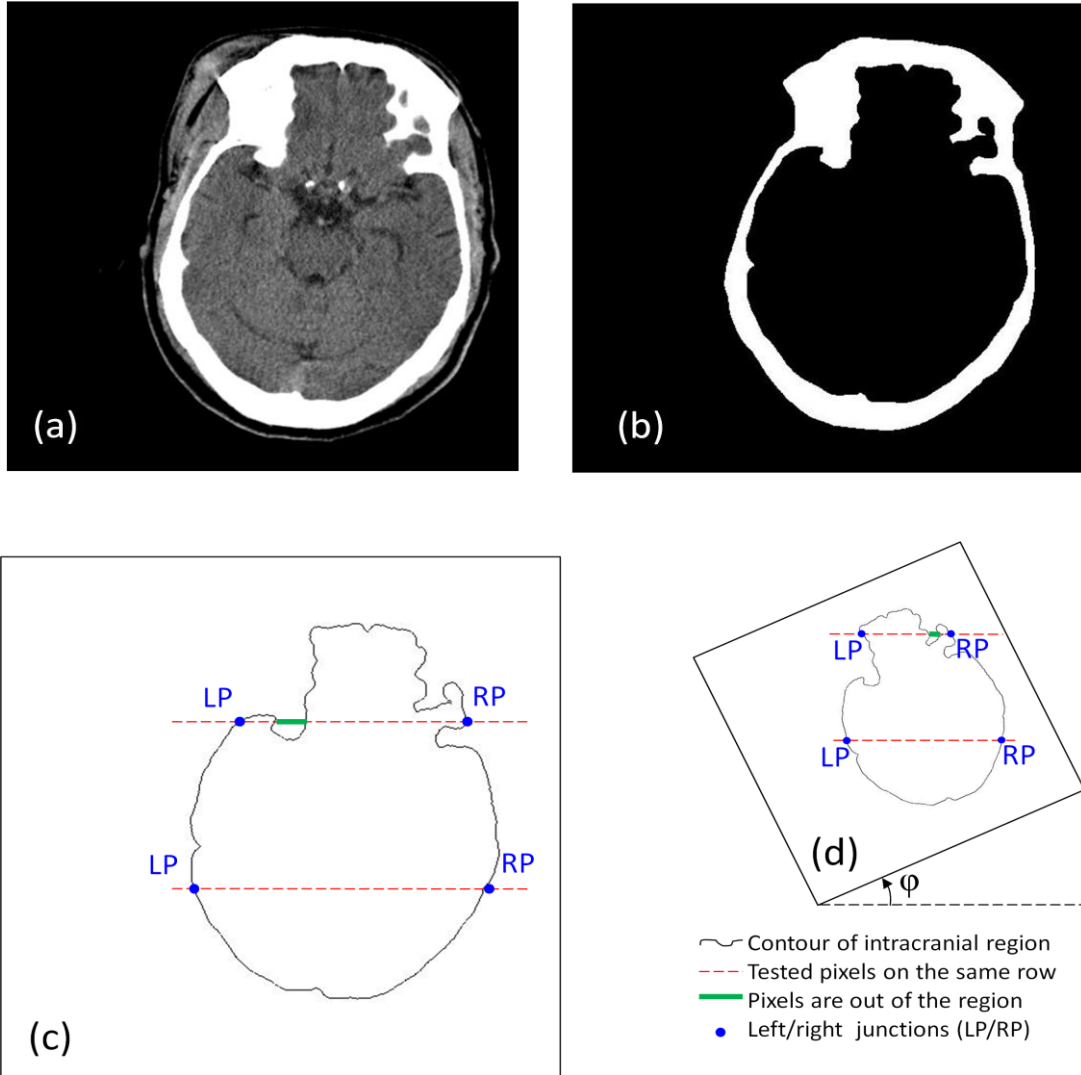 (a)
(b)
LP
RP
LP
RP
(c)
LP
RP
LP
RP
(d)
φ
Contour of intracranial region
Tested pixels on the same row
Pixels are out of the region
Left/right junctions (LP/RP)